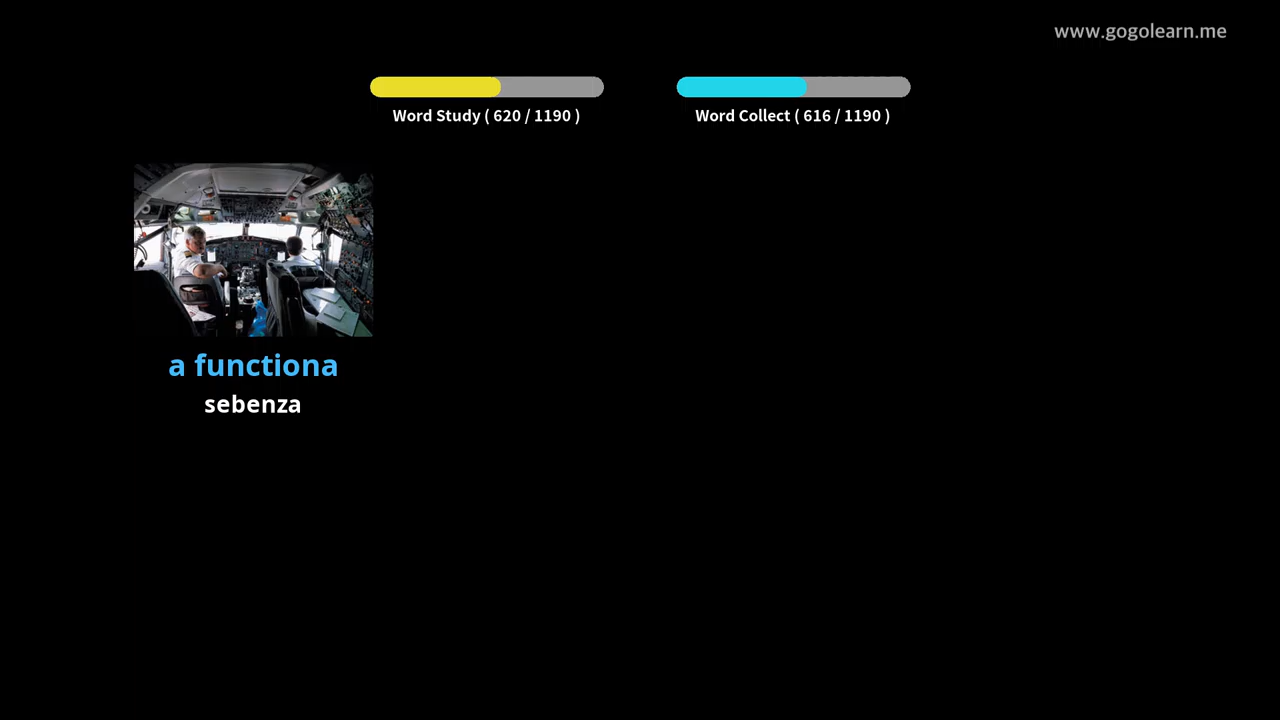 www.gogolearn.me
Word Study ( 620 / 1190 )
Word Collect ( 616 / 1190 )
a functiona
sebenza